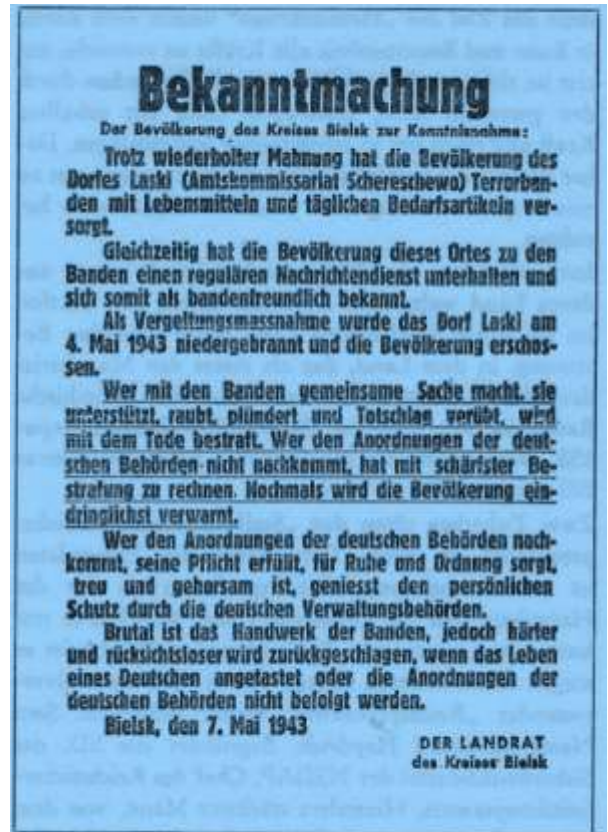 Bekanntmachung
Der Bevölkerung des Kreises Bielsk zur Kenntnisnahme:
Trotz wiederholter Mahnung hat die Bevölkerung des
Dorfes Laski (Amtskommissariat Schereschewo) Terrorban-
den mit Lebensmitteln und täglichen Bedarfsartikeln ver-
sorgt.
Gleichzeitig hat die Bevölkerung dieses Ortes zu den
Banden einen regulären Nachrichtendienst unterhalten und
sich somit als bandenfreundlich bekannt.
Als Vergeltungsmassnahme wurde das Dorf Laski am
4. Mai 1943 niedergebrannt und die Bevölkerung erschos-
sen.
Wer mit den Banden gemeinsame Sache macht, sie
unterstützt, raubt, plündert und Totschlag verübt, wird
mit dem Tode bestraft. Wer den Anordnungen der deut-
schen Behörden nicht nachkommt, hat mit schärfster Be-
strafung zu rechnen. Nochmals wird die Bevölkerung ein-
dringlichst verwarnt.
Wer den Anordnungen der deutschen Behörden nach-
kommt, seine Pflicht erfüllt, für Ruhe und Ordnung sorgt,
treu und gehorsam ist, geniesst den persönlichen
Schutz durch die deutschen Verwaltungsbehörden.
Brutal ist das Handwerk der Banden, jedoch härter
und rücksichtsloser wird zurückgeschlagen, wenn das Leben
eines Deutschen angetastet oder die Anordnungen der
deutschen Behörden nicht befolgt werden.
Bielsk, den 7. Mai 1943
DER LANDRAT
des Kreises Bielsk